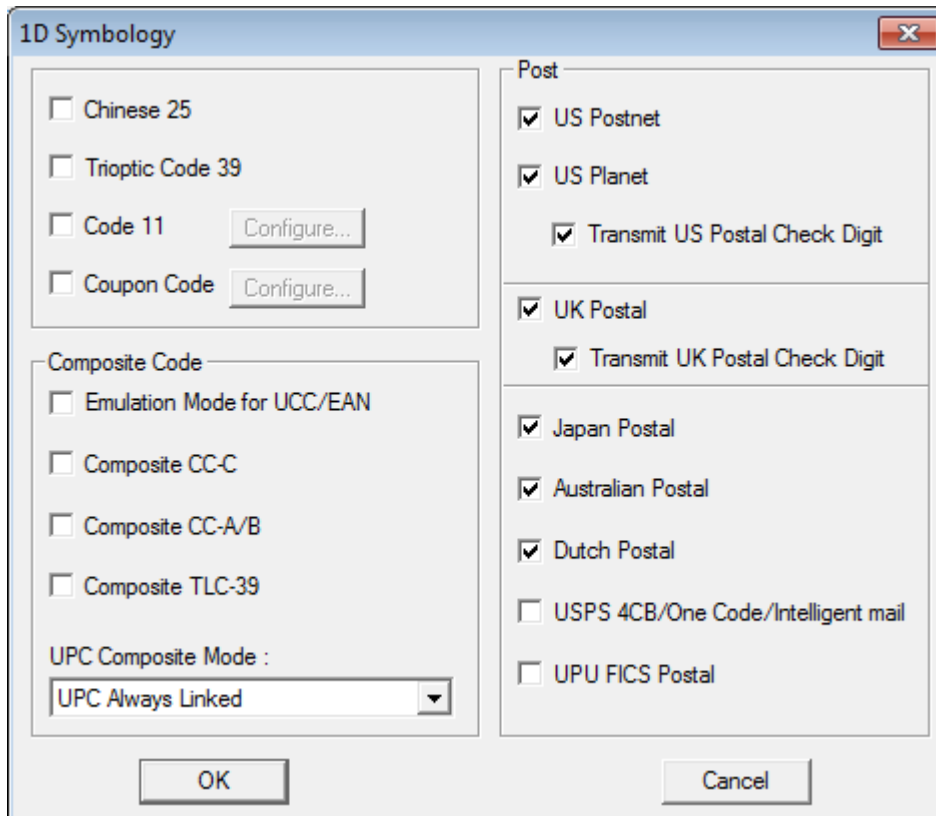 1D Symbology
Chinese 25
Trioptic Code 39
Code 11
Configure...
Coupon Code
Configure...
Composite Code
Emulation Mode for UCC/EAN
Composite CC-C
Composite CC-A/B
Composite TLC-39
UPC Composite Mode :
UPC Always Linked
Post
US Postnet
US Planet
Transmit US Postal Check Digit
UK Postal
Transmit UK Postal Check Digit
Japan Postal
Australian Postal
Dutch Postal
USPS 4CB/One Code/Intelligent mail
UPU FICS Postal
OK
Cancel